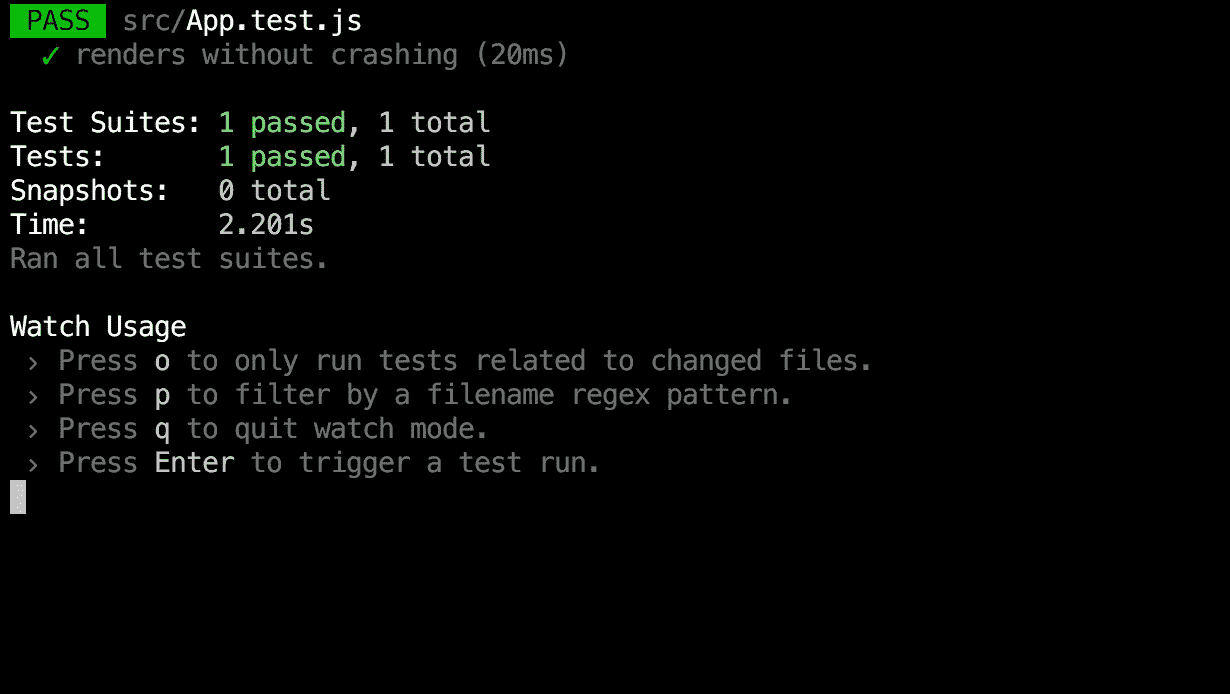 PASS src/App.test.js
✓ renders without crashing (20ms)
Test Suites: 1 passed, 1 total
Tests: 1 passed, 1 total
Snapshots: 0 total
Time: 2.201s
Ran all test suites.
Watch Usage
› Press o to only run tests related to changed files.
› Press p to filter by a filename regex pattern.
› Press q to quit watch mode.
› Press Enter to trigger a test run.